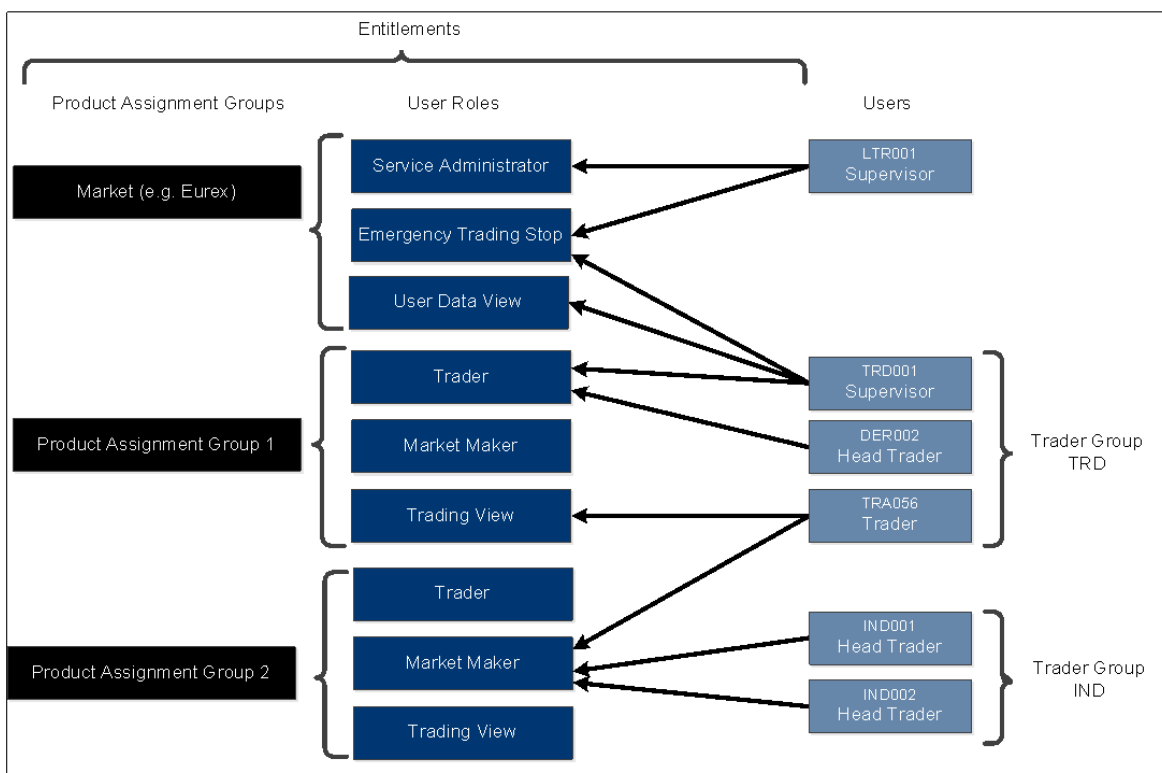 Entitlements
Product Assignment Groups
User Roles
Users
Market (e.g. Eurex)
Service Administrator
Emergency Trading Stop
User Data View
LTR001
Supervisor
Product Assignment Group 1
Trader
Market Maker
Trading View
TRD001
Supervisor
DER002
Head Trader
TRA056
Trader
Trader Group
TRD
Product Assignment Group 2
Trader
Market Maker
Trading View
IND001
Head Trader
IND002
Head Trader
Trader Group
IND